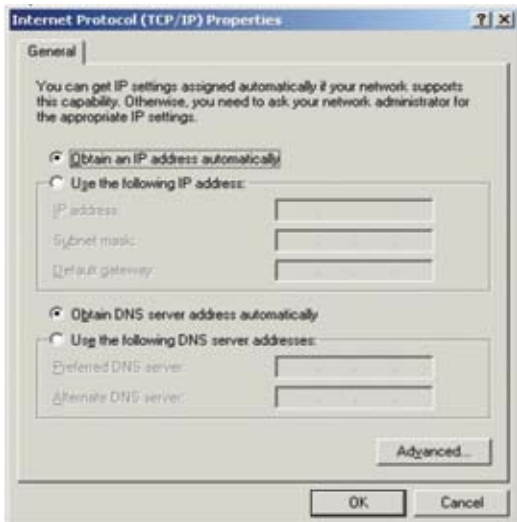 Internet Protocol (TCP/IP) Properties
General
You can get IP settings assigned automatically if your network supports
this capability. Otherwise, you need to ask your network administrator for
the appropriate IP settings.
Obtain an IP address automatically
Use the following IP address:
IP address:
Subnet mask:
Default gateway:
Obtain DNS server address automatically
Use the following DNS server addresses:
Preferred DNS server:
Alternate DNS server:
Advanced...
OK
Cancel